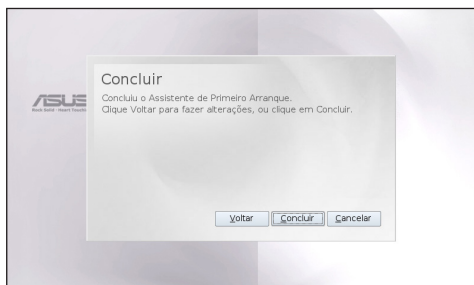 Concluir
ASUS
Concluiu o Assistente de Primeiro Arranque.
Clique Voltar para fazer alterações, ou clique em Concluir.
Voltar Concluir Cancelar